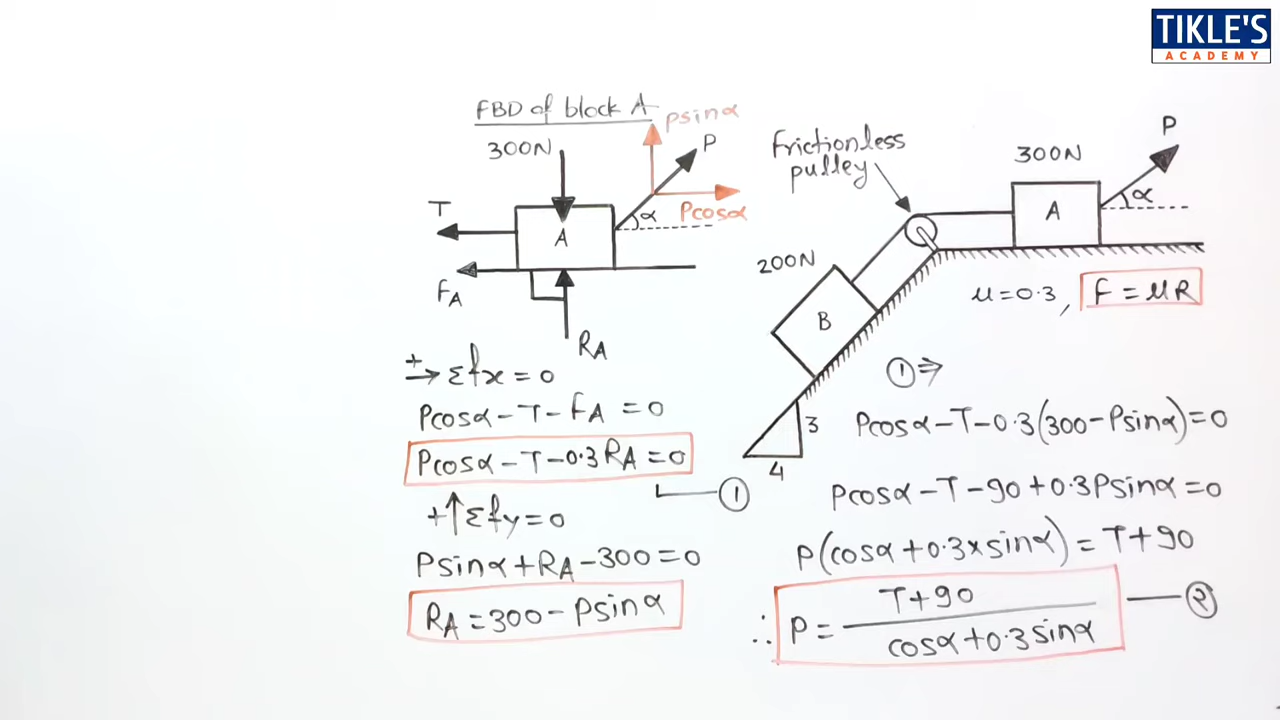 TIKLE'S
ACADEMY
FBD of block A
300N
Psinα
P
α
Pcosα
T
A
FA
RA
+→ Σfx = 0
Pcosα - T - FA = 0
Pcosα - T - 0.3RA = 0
①
+↑Σfy = 0
Psinα + RA - 300 = 0
RA = 300 - Psinα
Frictionless
pulley
300N
P
A
α
200N
B
3
4
μ = 0.3, F = μR
① ⇒
Pcosα - T - 0.3(300 - Psinα) = 0
Pcosα - T - 90 + 0.3Psinα = 0
P(cosα + 0.3 × sinα) = T + 90
∴ P = T + 90
cosα + 0.3 sinα
②